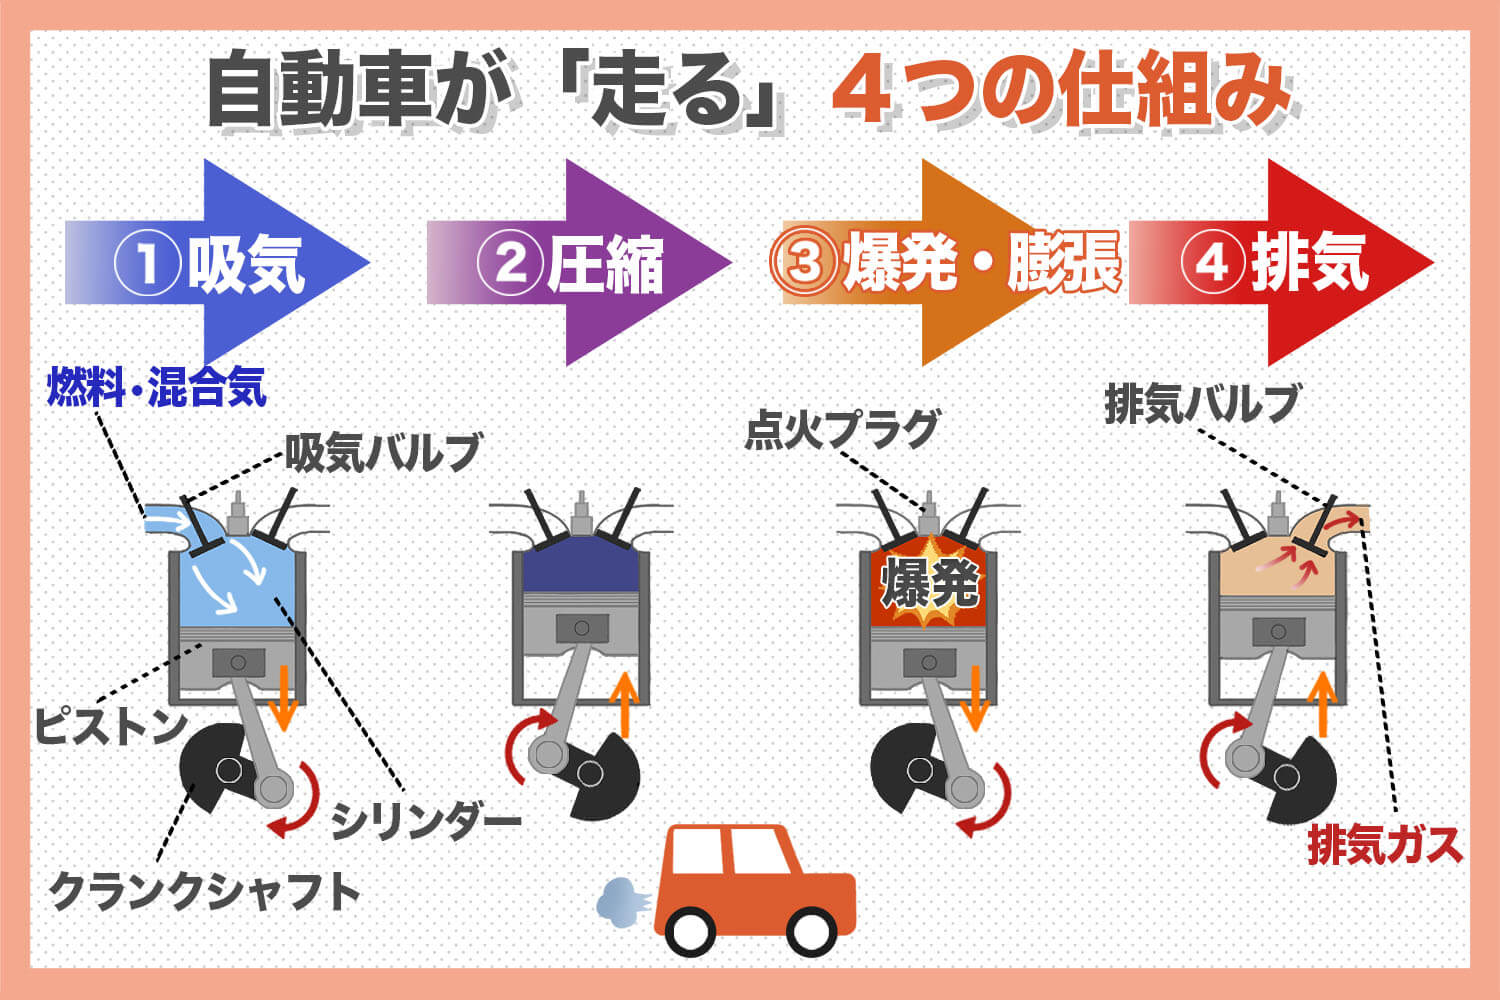 自動車が「走る」４つの仕組み
①吸気
②圧縮
③爆発・膨張
④排気
燃料・混合気
吸気バルブ
点火プラグ
排気バルブ
爆発
ピストン
シリンダー
クランクシャフト
排気ガス